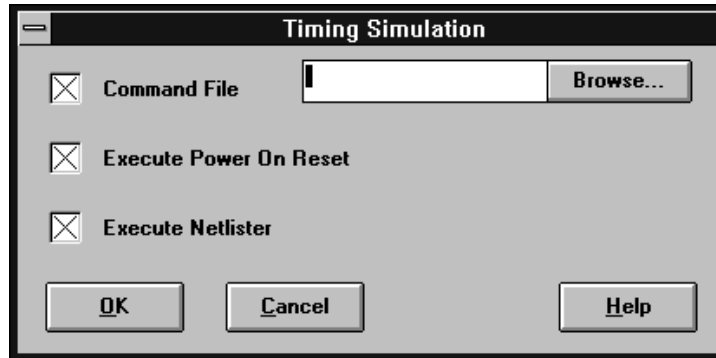 Timing Simulation
Command File
Browse...
Execute Power On Reset
Execute Netlister
OK
Cancel
Help